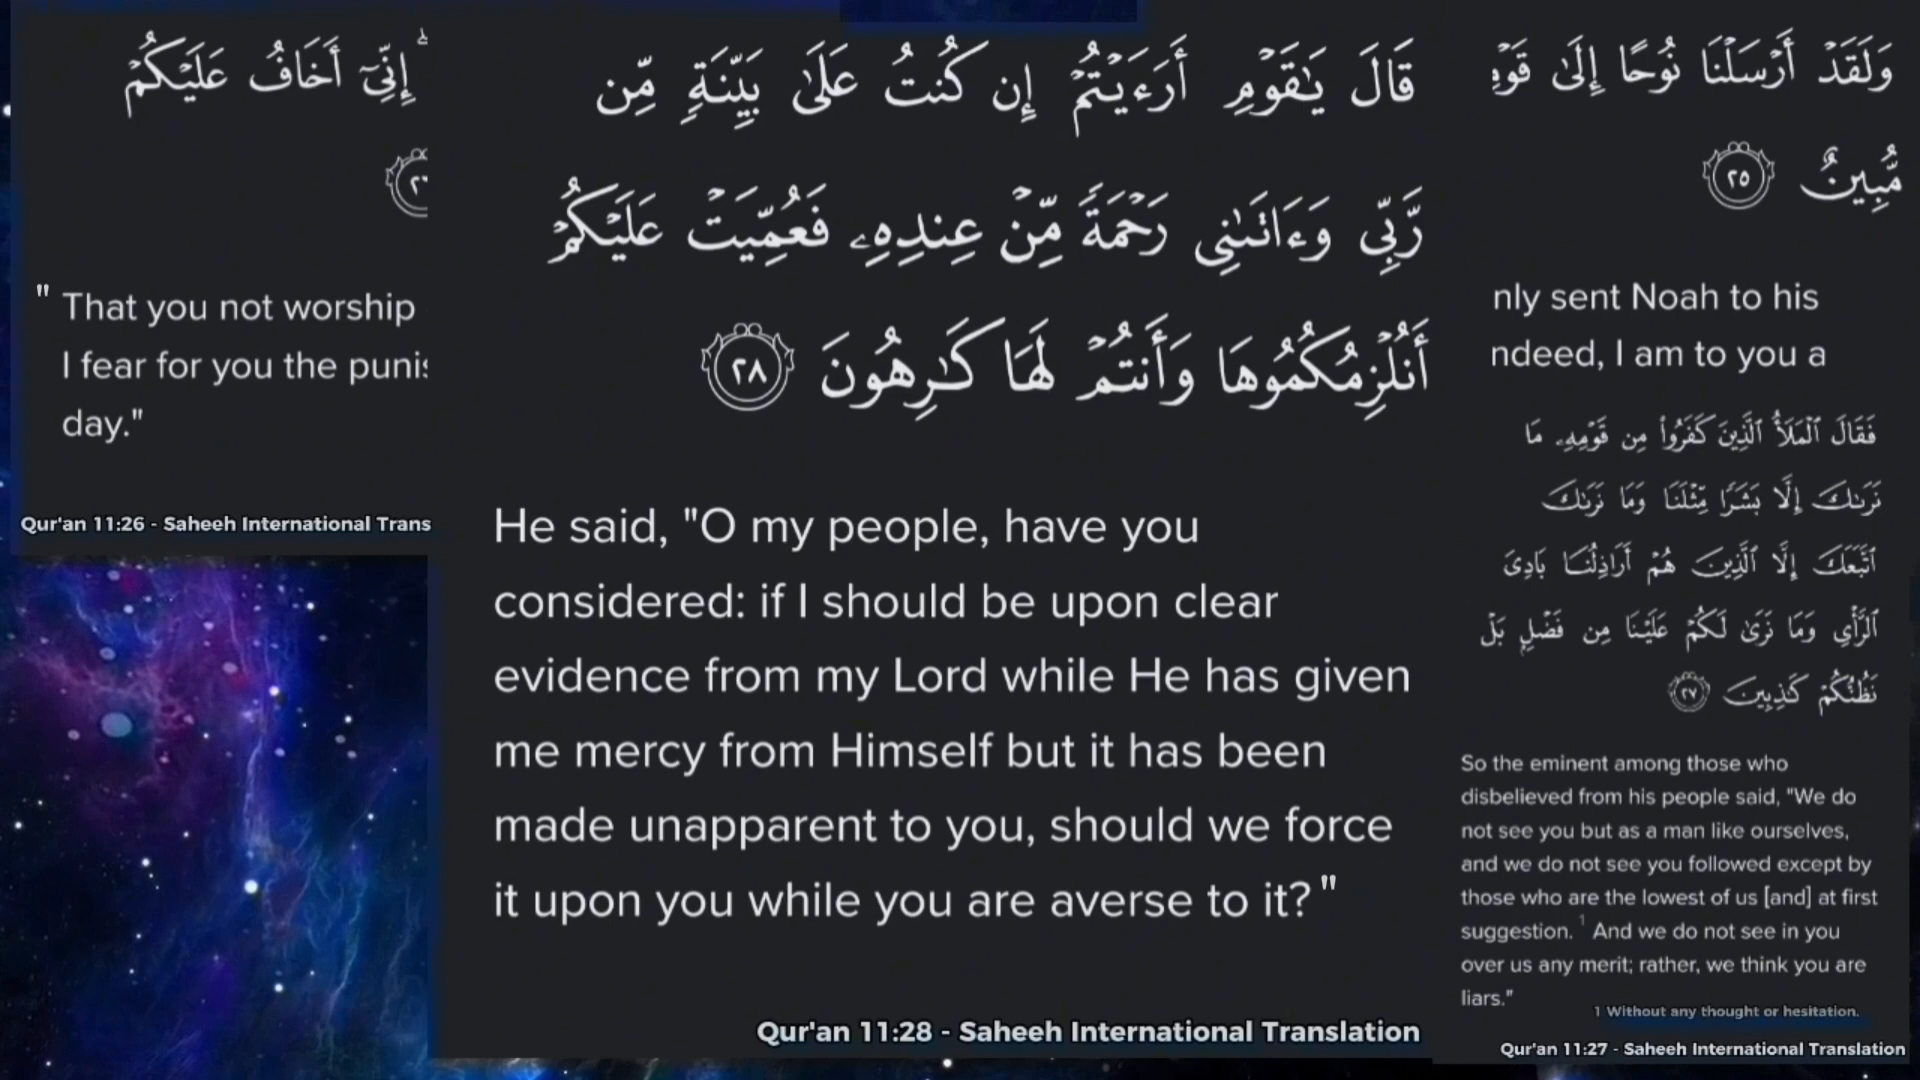 ۖ إِنِّىٓ أَخَافُ عَلَيْكُمْ
"That you not worship
I fear for you the punis
day."
Qur'an 11:26 - Saheeh International Trans
قَالَ يَٰقَوْمِ أَرَءَيْتُمْ إِن كُنتُ عَلَىٰ بَيِّنَةٍ مِّن
رَّبِّى وَءَاتَىٰنِى رَحْمَةً مِّنْ عِندِهِۦ فَعُمِّيَتْ عَلَيْكُمْ
أَنُلْزِمُكُمُوهَا وَأَنتُمْ لَهَا كَٰرِهُونَ ٢٨
He said, "O my people, have you
considered: if I should be upon clear
evidence from my Lord while He has given
me mercy from Himself but it has been
made unapparent to you, should we force
it upon you while you are averse to it?"
Qur'an 11:28 - Saheeh International Translation
وَلَقَدْ أَرْسَلْنَا نُوحًا إِلَىٰ قَوْمِ
مُّبِينٌ ٢٥
nly sent Noah to his
ndeed, I am to you a
فَقَالَ ٱلْمَلَأُ ٱلَّذِينَ كَفَرُوا۟ مِن قَوْمِهِۦ مَا
نَرَىٰكَ إِلَّا بَشَرًا مِّثْلَنَا وَمَا نَرَىٰكَ
ٱتَّبَعَكَ إِلَّا ٱلَّذِينَ هُمْ أَرَاذِلُنَا بَادِىَ
ٱلرَّأْىِ وَمَا نَرَىٰ لَكُمْ عَلَيْنَا مِن فَضْلٍۭ بَلْ
نَظُنُّكُمْ كَٰذِبِينَ ٢٧
So the eminent among those who
disbelieved from his people said, "We do
not see you but as a man like ourselves,
and we do not see you followed except by
those who are the lowest of us [and] at first
suggestion. 1 And we do not see in you
over us any merit; rather, we think you are
liars."
1 Without any thought or hesitation.
Qur'an 11:27 - Saheeh International Translation